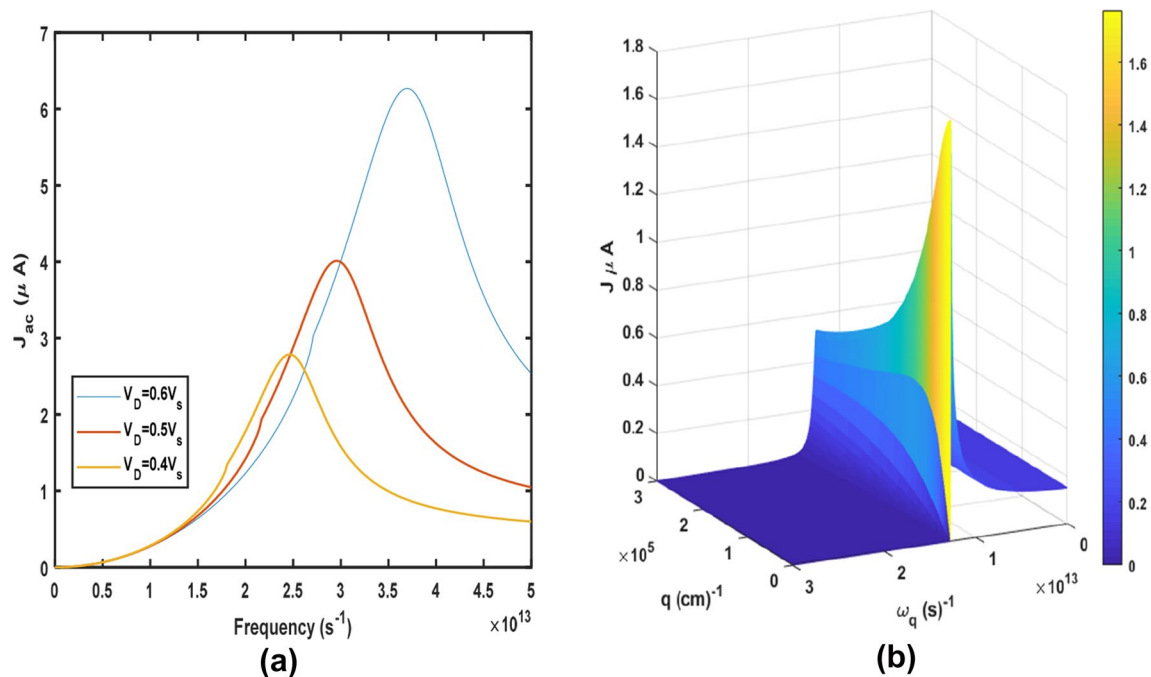 7
6
5
4
3
2
1
0
J_ac (μ A)
V_D=0.6V_s
V_D=0.5V_s
V_D=0.4V_s
0 0.5 1 1.5 2 2.5 3 3.5 4 4.5 5
×10^13
Frequency (s^-1)
(a)
1.8
1.6
1.4
1.2
1
0.8
0.6
0.4
0.2
0
J μ A
3
2
1
0
×10^5
q (cm)^-1
3 2 1 0
×10^13
ω_q (s)^-1
1.6
1.4
1.2
1
0.8
0.6
0.4
0.2
0
(b)